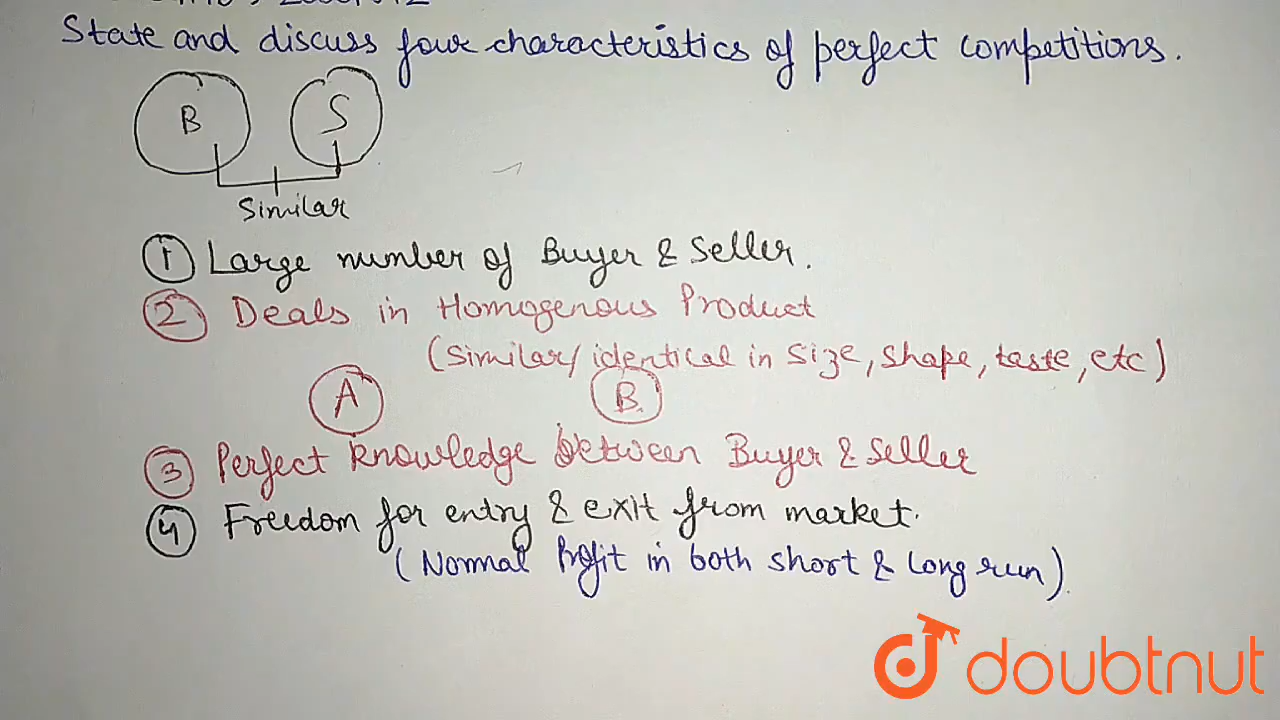 State and discuss four characteristics of perfect competitions.
B S
Similar
1 Large number of Buyer & Seller.
2 Deals in Homogenous Product
(Similar/identical in Size, Shape, taste, etc)
A B.
3 Perfect knowledge between Buyer & Seller
4 Freedom for entry & exit from market.
(Normal Profit in both short & long run)
doubtnut